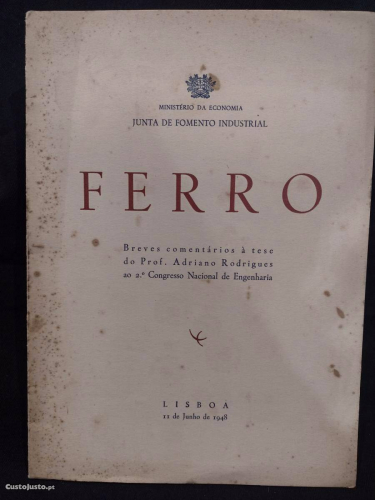 MINISTÉRIO DA ECONOMIA
JUNTA DE FOMENTO INDUSTRIAL
FERRO
Breves comentários à tese
do Prof. Adriano Rodrigues
ao 2.º Congresso Nacional de Engenharia
LISBOA
11 de Junho de 1948
CustoJusto.pt